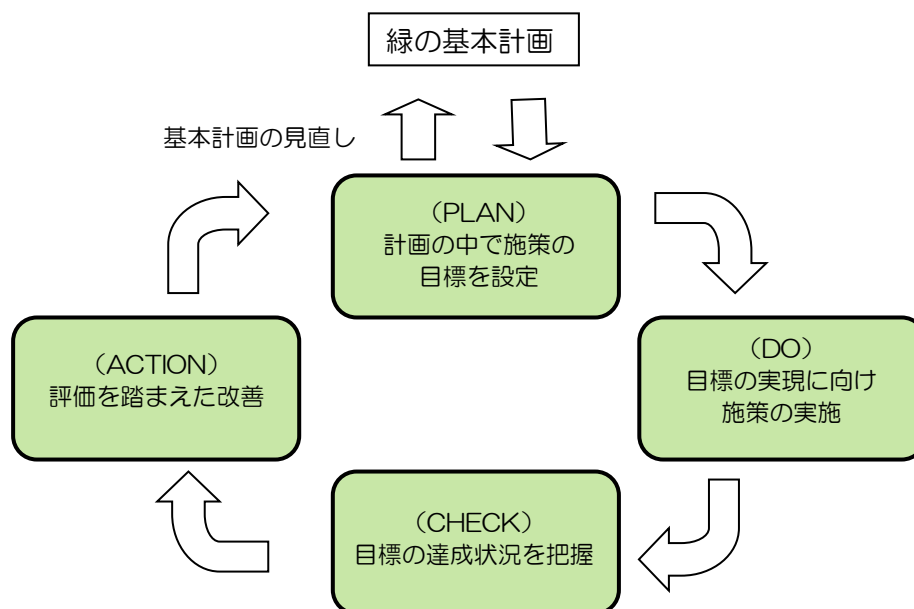 緑の基本計画
基本計画の見直し
（PLAN）
計画の中で施策の
目標を設定
（DO）
目標の実現に向け
施策の実施
（CHECK）
目標の達成状況を把握
（ACTION）
評価を踏まえた改善